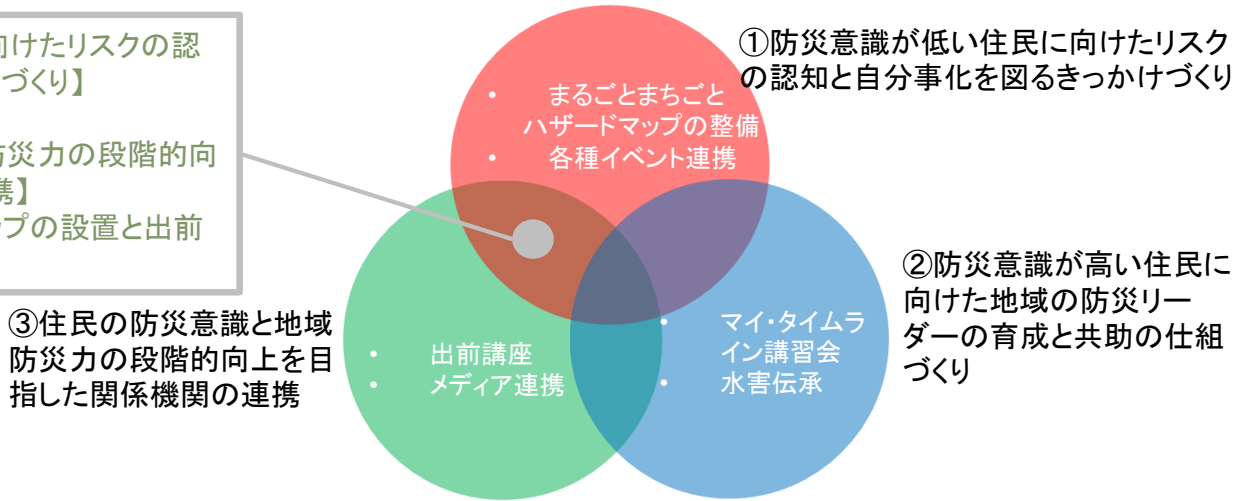 向けたリスクの認
づくり】
防災力の段階的向
携】
ップの設置と出前
①防災意識が低い住民に向けたリスク
の認知と自分事化を図るきっかけづくり
• まるごとまちごと
ハザードマップの整備
• 各種イベント連携
②防災意識が高い住民に
向けた地域の防災リー
ダーの育成と共助の仕組
づくり
• マイ・タイムラ
イン講習会
• 水害伝承
③住民の防災意識と地域
防災力の段階的向上を目
指した関係機関の連携
• 出前講座
• メディア連携